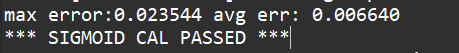 max error:0.023544 avg err: 0.006640
*** SIGMOID CAL PASSED ***